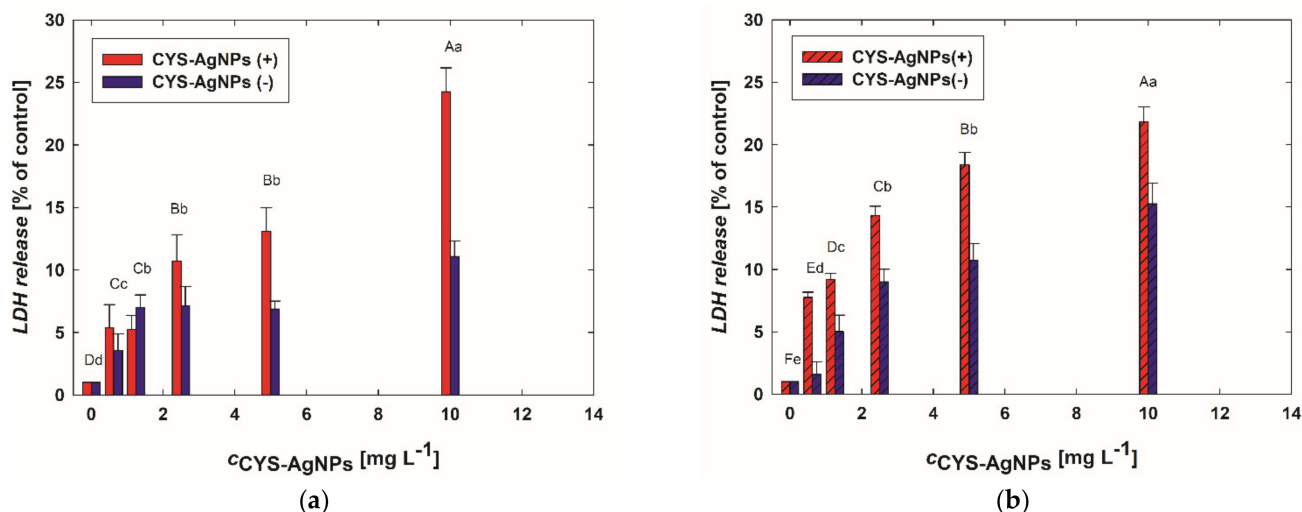 30
25
20
15
10
5
0
LDH release [% of control]
CYS-AgNPs (+)
CYS-AgNPs (-)
Dd
Cc
Cb
Bb
Bb
Aa
0 2 4 6 8 10 12 14
cCYS-AgNPs [mg L-1]
(a)
30
25
20
15
10
5
0
LDH release [% of control]
CYS-AgNPs(+)
CYS-AgNPs(-)
Fe
Ed
Dc
Cb
Bb
Aa
0 2 4 6 8 10 12 14
cCYS-AgNPs [mg L-1]
(b)